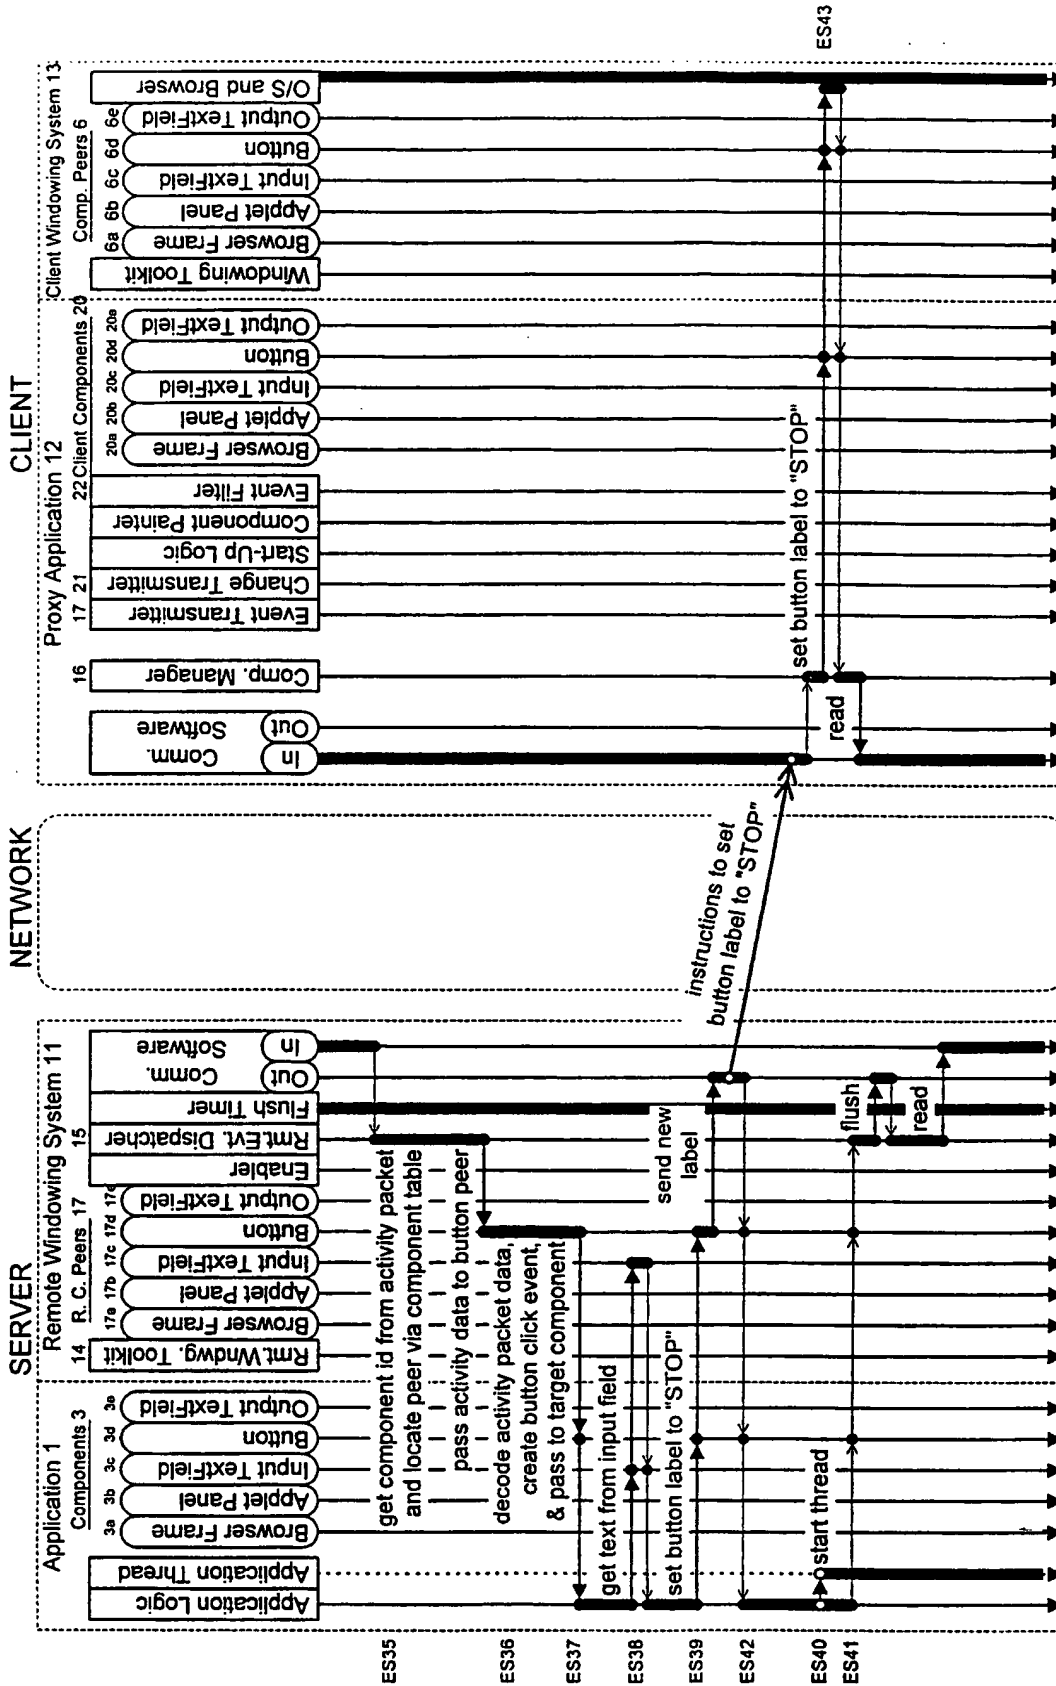 SERVER
NETWORK
CLIENT
Application 1
Components 3
3a 3b 3c 3d 3e
Application Logic
Application Thread
Browser Frame
Applet Panel
Input TextField
Button
Output TextField
Remote Windowing System 11
14
R. C. Peers 17
17a 17b 17c 17d 17e
15
Rmt.Wndwg. Toolkit
Browser Frame
Applet Panel
Input TextField
Button
Output TextField
Enabler
Rmt.Evt. Dispatcher
Flush Timer
Comm. Software
Out
In
Proxy Application 12
Comm. Software
In
Out
16
Comp. Manager
17
Event Transmitter
21
Change Transmitter
Start-Up Logic
Component Painter
22
Event Filter
Client Components 20
20a 20b 20c 20d 20e
Browser Frame
Applet Panel
Input TextField
Button
Output TextField
Client Windowing System 13
Comp. Peers 6
6a 6b 6c 6d 6e
Windowing Toolkit
Browser Frame
Applet Panel
Input TextField
Button
Output TextField
O/S and Browser
ES35
get component id from activity packet
and locate peer via component table
ES36
pass activity data to button peer
decode activity packet data,
create button click event,
& pass to target component
ES37
get text from input field
ES38
set button label to "STOP"
ES39
send new
label
ES42
instructions to set
button label to "STOP"
ES40
start thread
ES41
flush
read
set button label to "STOP"
read
ES43